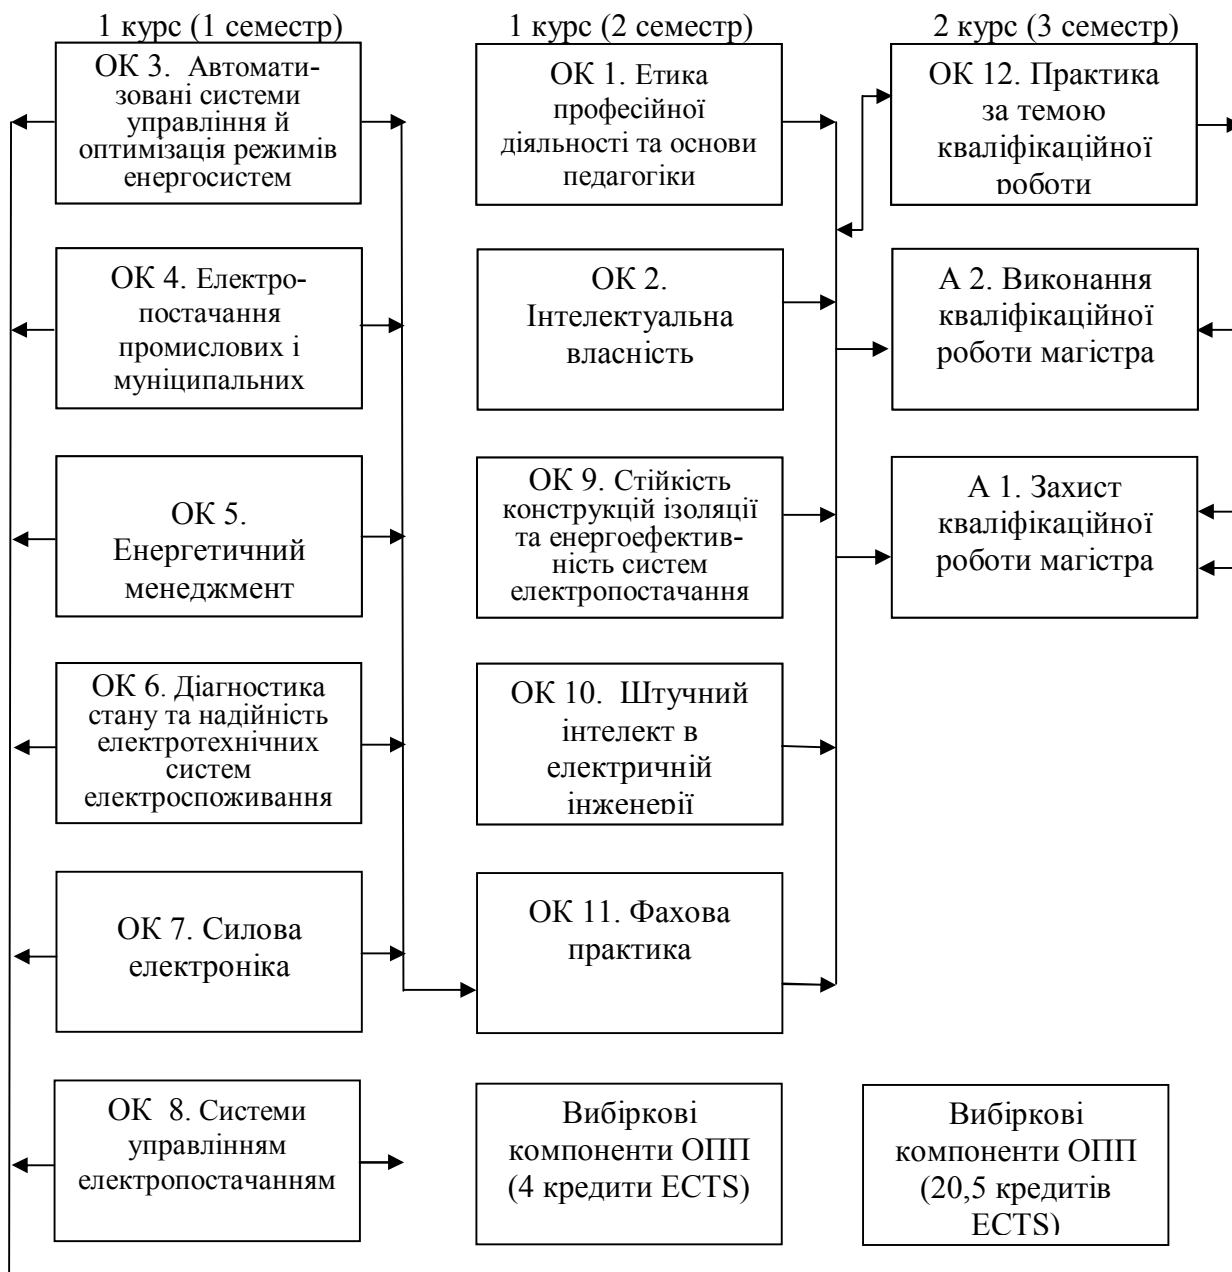 1 курс (1 семестр)
ОК 3. Автомати-
зовані системи
управління й
оптимізація режимів
енергосистем
ОК 4. Електро-
постачання
промислових і
муніципальних
ОК 5.
Енергетичний
менеджмент
ОК 6. Діагностика
стану та надійність
електротехнічних
систем
електроспоживання
ОК 7. Силова
електроніка
ОК 8. Системи
управлінням
електропостачанням
1 курс (2 семестр)
ОК 1. Етика
професійної
діяльності та основи
педагогіки
ОК 2.
Інтелектуальна
власність
ОК 9. Стійкість
конструкцій ізоляції
та енергоефектив-
ність систем
електропостачання
ОК 10. Штучний
інтелект в
електричній
інженерії
ОК 11. Фахова
практика
Вибіркові
компоненти ОПП
(4 кредити ECTS)
2 курс (3 семестр)
ОК 12. Практика
за темою
кваліфікаційної
роботи
А 2. Виконання
кваліфікаційної
роботи магістра
А 1. Захист
кваліфікаційної
роботи магістра
Вибіркові
компоненти ОПП
(20,5 кредитів
ECTS)